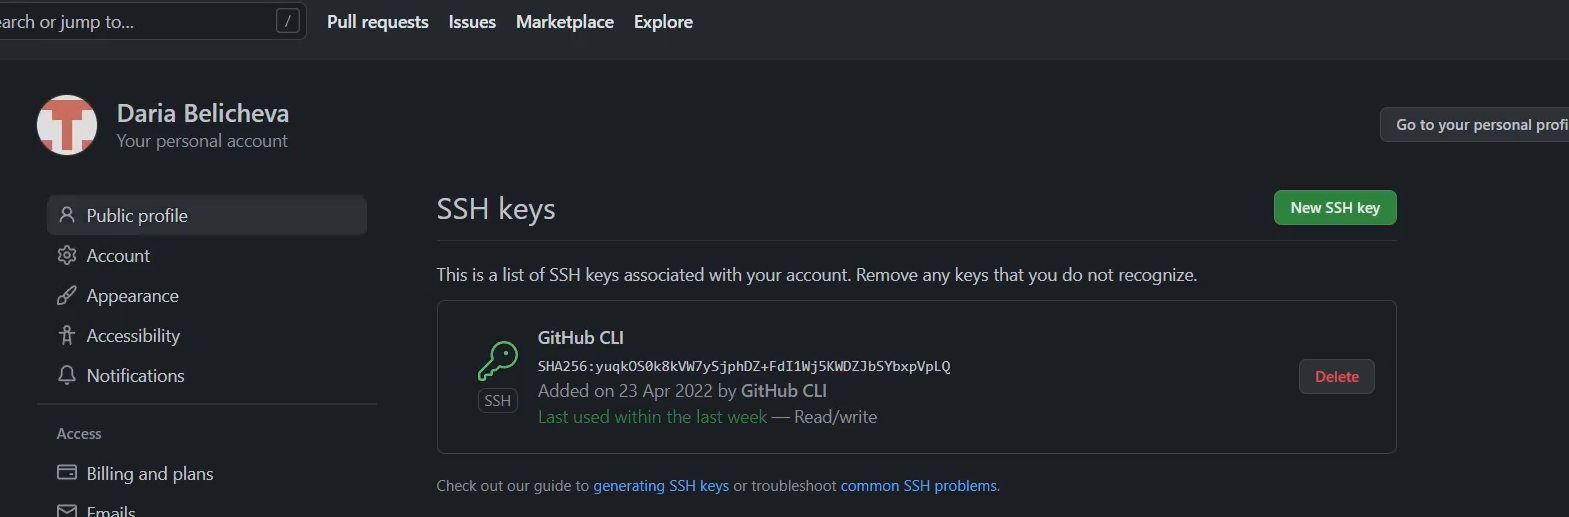 earch or jump to... /
Pull requests Issues Marketplace Explore
Daria Belicheva
Your personal account
Go to your personal profi
Public profile
Account
Appearance
Accessibility
Notifications
Access
Billing and plans
Emails
SSH keys
New SSH key
This is a list of SSH keys associated with your account. Remove any keys that you do not recognize.
GitHub CLI
SHA256:yuqkOS0k8kVW7ySjphDZ+FdI1Wj5KWDZJbSYbxpVpLQ
Added on 23 Apr 2022 by GitHub CLI
Last used within the last week — Read/write
SSH
Delete
Check out our guide to generating SSH keys or troubleshoot common SSH problems.